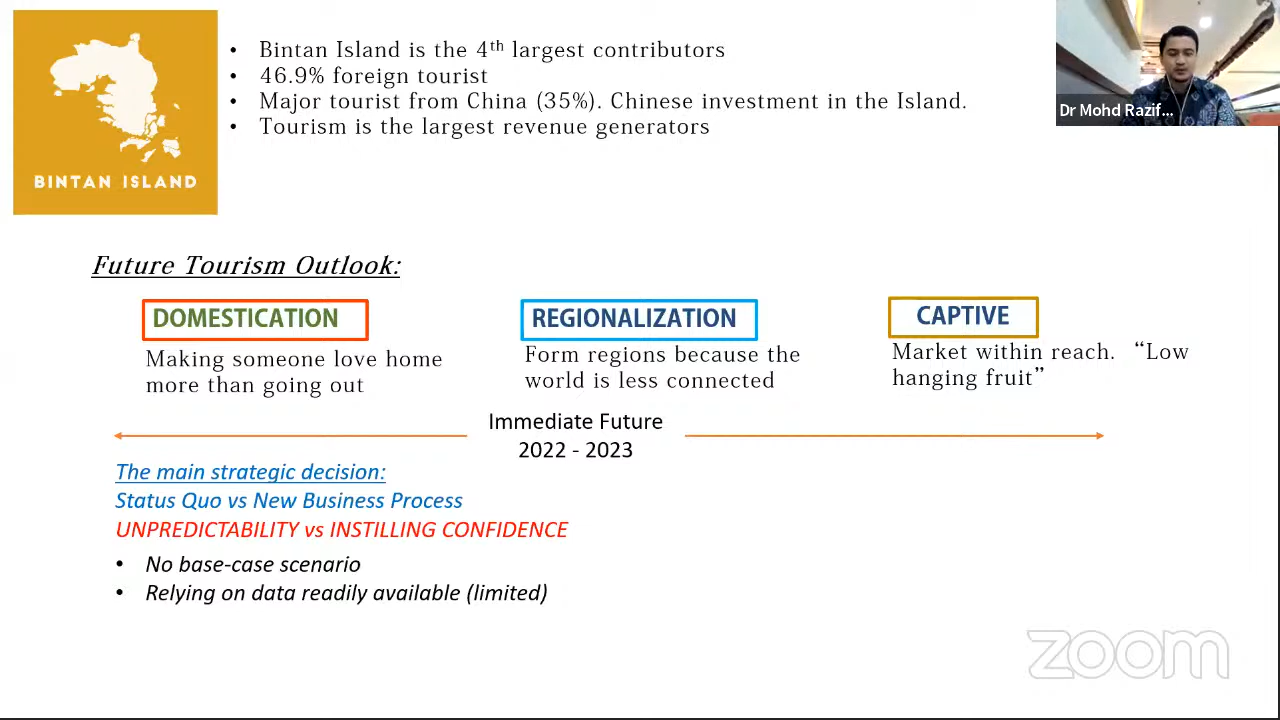 BINTAN ISLAND
• Bintan Island is the 4th largest contributors
• 46.9% foreign tourist
• Major tourist from China (35%). Chinese investment in the Island.
• Tourism is the largest revenue generators
Dr Mohd Razif...
Future Tourism Outlook:
DOMESTICATION
Making someone love home
more than going out
REGIONALIZATION
Form regions because the
world is less connected
CAPTIVE
Market within reach. “Low
hanging fruit”
Immediate Future
2022 - 2023
The main strategic decision:
Status Quo vs New Business Process
UNPREDICTABILITY vs INSTILLING CONFIDENCE
• No base-case scenario
• Relying on data readily available (limited)
zoom